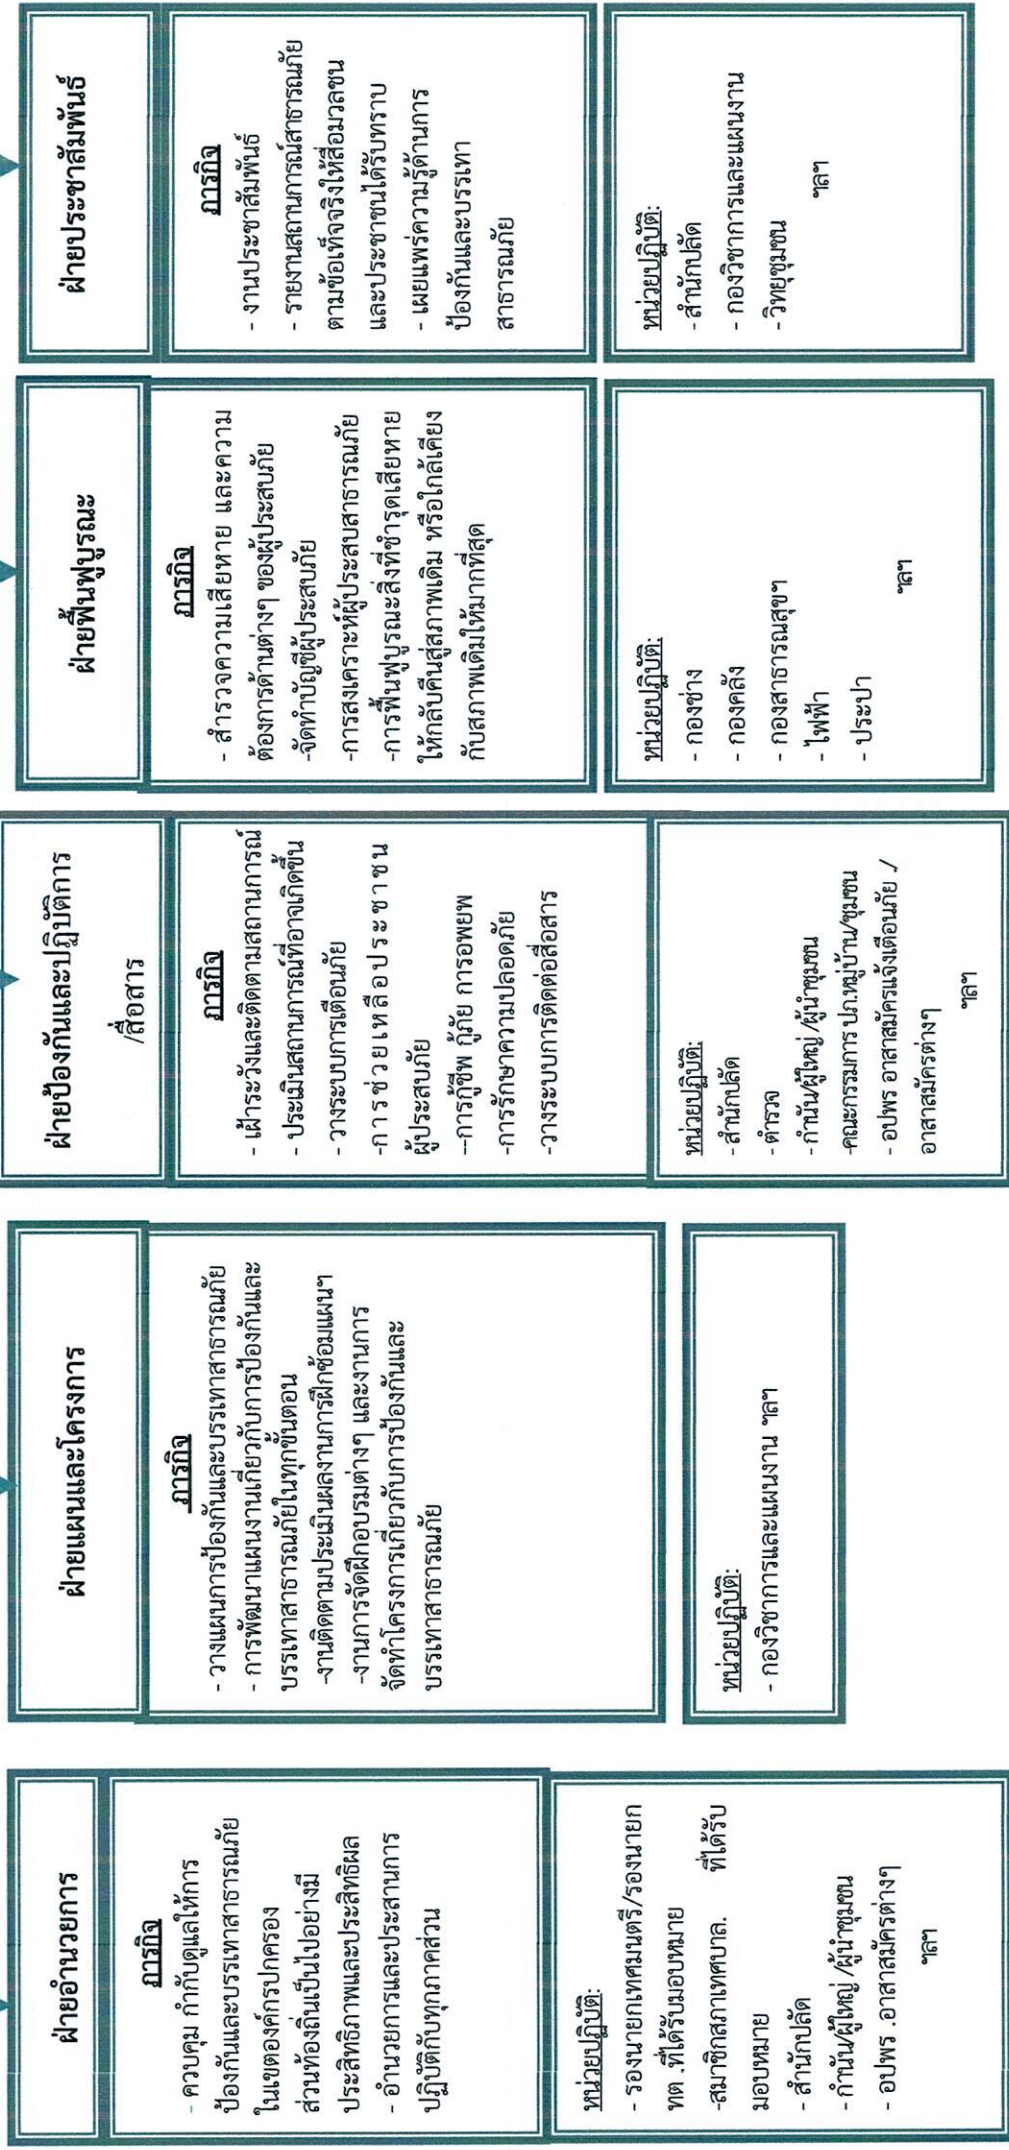 ฝ่ายอำนวยการ
ภารกิจ
- ควบคุม กำกับดูแลให้การ
ป้องกันและบรรเทาสาธารณภัย
ในเขตองค์กรปกครอง
ส่วนท้องถิ่นเป็นไปอย่างมี
ประสิทธิภาพและประสิทธิผล
- อำนวยการและประสานการ
ปฏิบัติกับทุกภาคส่วน
หน่วยปฏิบัติ:
- รองนายกเทศมนตรี/รองนายก
ทต .ที่ได้รับมอบหมาย
-สมาชิกสภาเทศบาล. ที่ได้รับ
มอบหมาย
- สำนักปลัด
- กำนัน/ผู้ใหญ่ /ผู้นำชุมชน
- อปพร .อาสาสมัครต่างๆ
ฯลฯ
ฝ่ายแผนและโครงการ
ภารกิจ
- วางแผนการป้องกันและบรรเทาสาธารณภัย
- การพัฒนาแผนงานเกี่ยวกับการป้องกันและ
บรรเทาสาธารณภัยในทุกขั้นตอน
-งานติดตามประเมินผลงานการฝึกซ้อมแผนฯ
-งานการจัดฝึกอบรมต่างๆ และงานการ
จัดทำโครงการเกี่ยวกับการป้องกันและ
บรรเทาสาธารณภัย
หน่วยปฏิบัติ:
- กองวิชาการและแผนงาน ฯลฯ
ฝ่ายป้องกันและปฏิบัติการ
/สื่อสาร
ภารกิจ
- เฝ้าระวังและติดตามสถานการณ์
- ประเมินสถานการณ์ที่อาจเกิดขึ้น
- วางระบบการเตือนภัย
-การช่วยเหลือประชาชน
ผู้ประสบภัย
--การกู้ชีพ กู้ภัย การอพยพ
-การรักษาความปลอดภัย
-วางระบบการติดต่อสื่อสาร
หน่วยปฏิบัติ:
- สำนักปลัด
- ตำรวจ
- กำนัน/ผู้ใหญ่ /ผู้นำชุมชน
-คณะกรรมการ ปภ.หมู่บ้าน/ชุมชน
- อปพร อาสาสมัครแจ้งเตือนภัย ./
อาสาสมัครต่างๆ
ฯลฯ
ฝ่ายฟื้นฟูบูรณะ
ภารกิจ
- สำรวจความเสียหาย และความ
ต้องการด้านต่างๆ ของผู้ประสบภัย
-จัดทำบัญชีผู้ประสบภัย
-การสงเคราะห์ผู้ประสบสาธารณภัย
-การฟื้นฟูบูรณะสิ่งที่ชำรุดเสียหาย
ให้กลับคืนสู่สภาพเดิม หรือใกล้เคียง
กับสภาพเดิมให้มากที่สุด
หน่วยปฏิบัติ:
- กองช่าง
- กองคลัง
- กองสาธารณสุขฯ
- ไฟฟ้า
- ประปา
ฯลฯ
ฝ่ายประชาสัมพันธ์
ภารกิจ
- งานประชาสัมพันธ์
- รายงานสถานการณ์สาธารณภัย
ตามข้อเท็จจริงให้สื่อมวลชน
และประชาชนได้รับทราบ
- เผยแพร่ความรู้ด้านการ
ป้องกันและบรรเทา
สาธารณภัย
หน่วยปฏิบัติ:
- สำนักปลัด
- กองวิชาการและแผนงาน
- วิทยุชุมชน
ฯลฯ